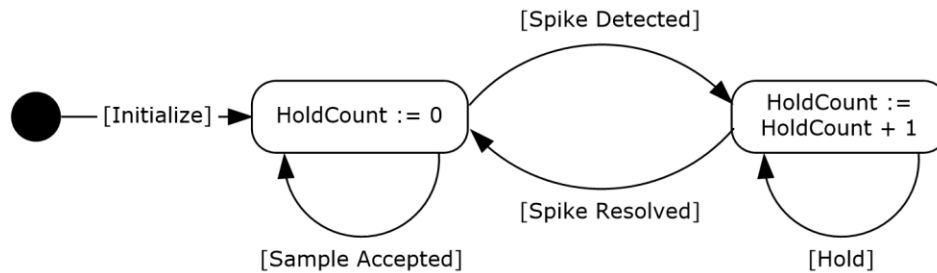 [Spike Detected]
[Initialize]
HoldCount := 0
HoldCount :=
HoldCount + 1
[Spike Resolved]
[Sample Accepted]
[Hold]